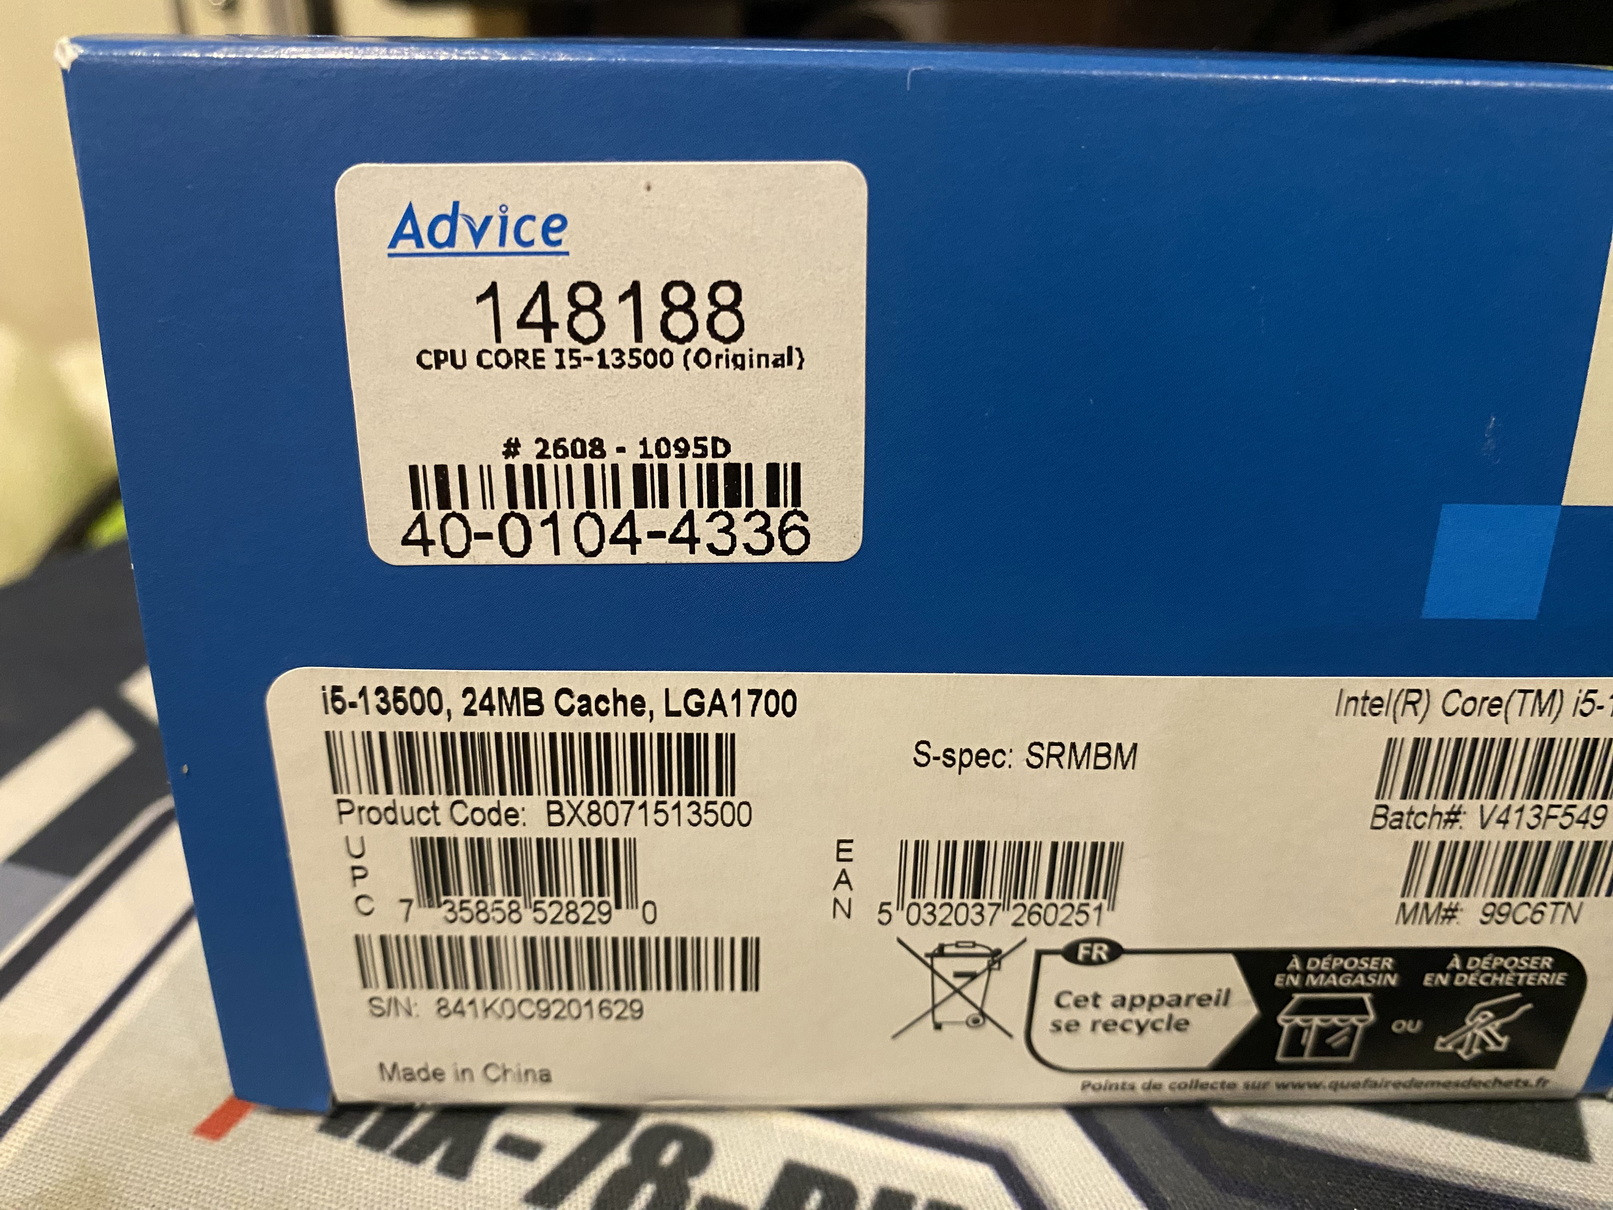 Advice
148188
CPU CORE I5-13500 (Original)
# 2608 - 1095D
40-0104-4336
i5-13500, 24MB Cache, LGA1700
Product Code: BX8071513500
UPC
7 35858 52829 0
S/N: 841K0C9201629
Made in China
S-spec: SRMBM
EAN
5 032037 260251
Intel(R) Core(TM) i5-1
Batch#: V413F549
MM#: 99C6TN
FR
Cet appareil
se recycle
À DÉPOSER
EN MAGASIN
OU
À DÉPOSER
EN DÉCHÈTERIE
Points de collecte sur www.quefairedemesdechets.fr